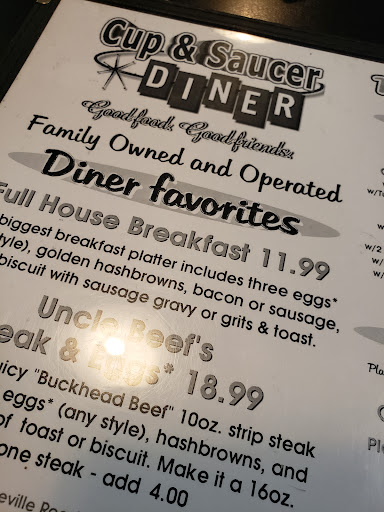 Cup & Saucer
DINER
Good food. Good friends.
Family Owned and Operated
Diner favorites
Full House Breakfast 11.99
biggest breakfast platter includes three eggs*
style), golden hashbrowns, bacon or sausage,
biscuit with sausage gravy or grits & toast.
Uncle Beef's
eak & Eggs* 18.99
uicy "Buckhead Beef" 10oz. strip steak
eggs* (any style), hashbrowns, and
of toast or biscuit. Make it a 16oz.
one steak - add 4.00